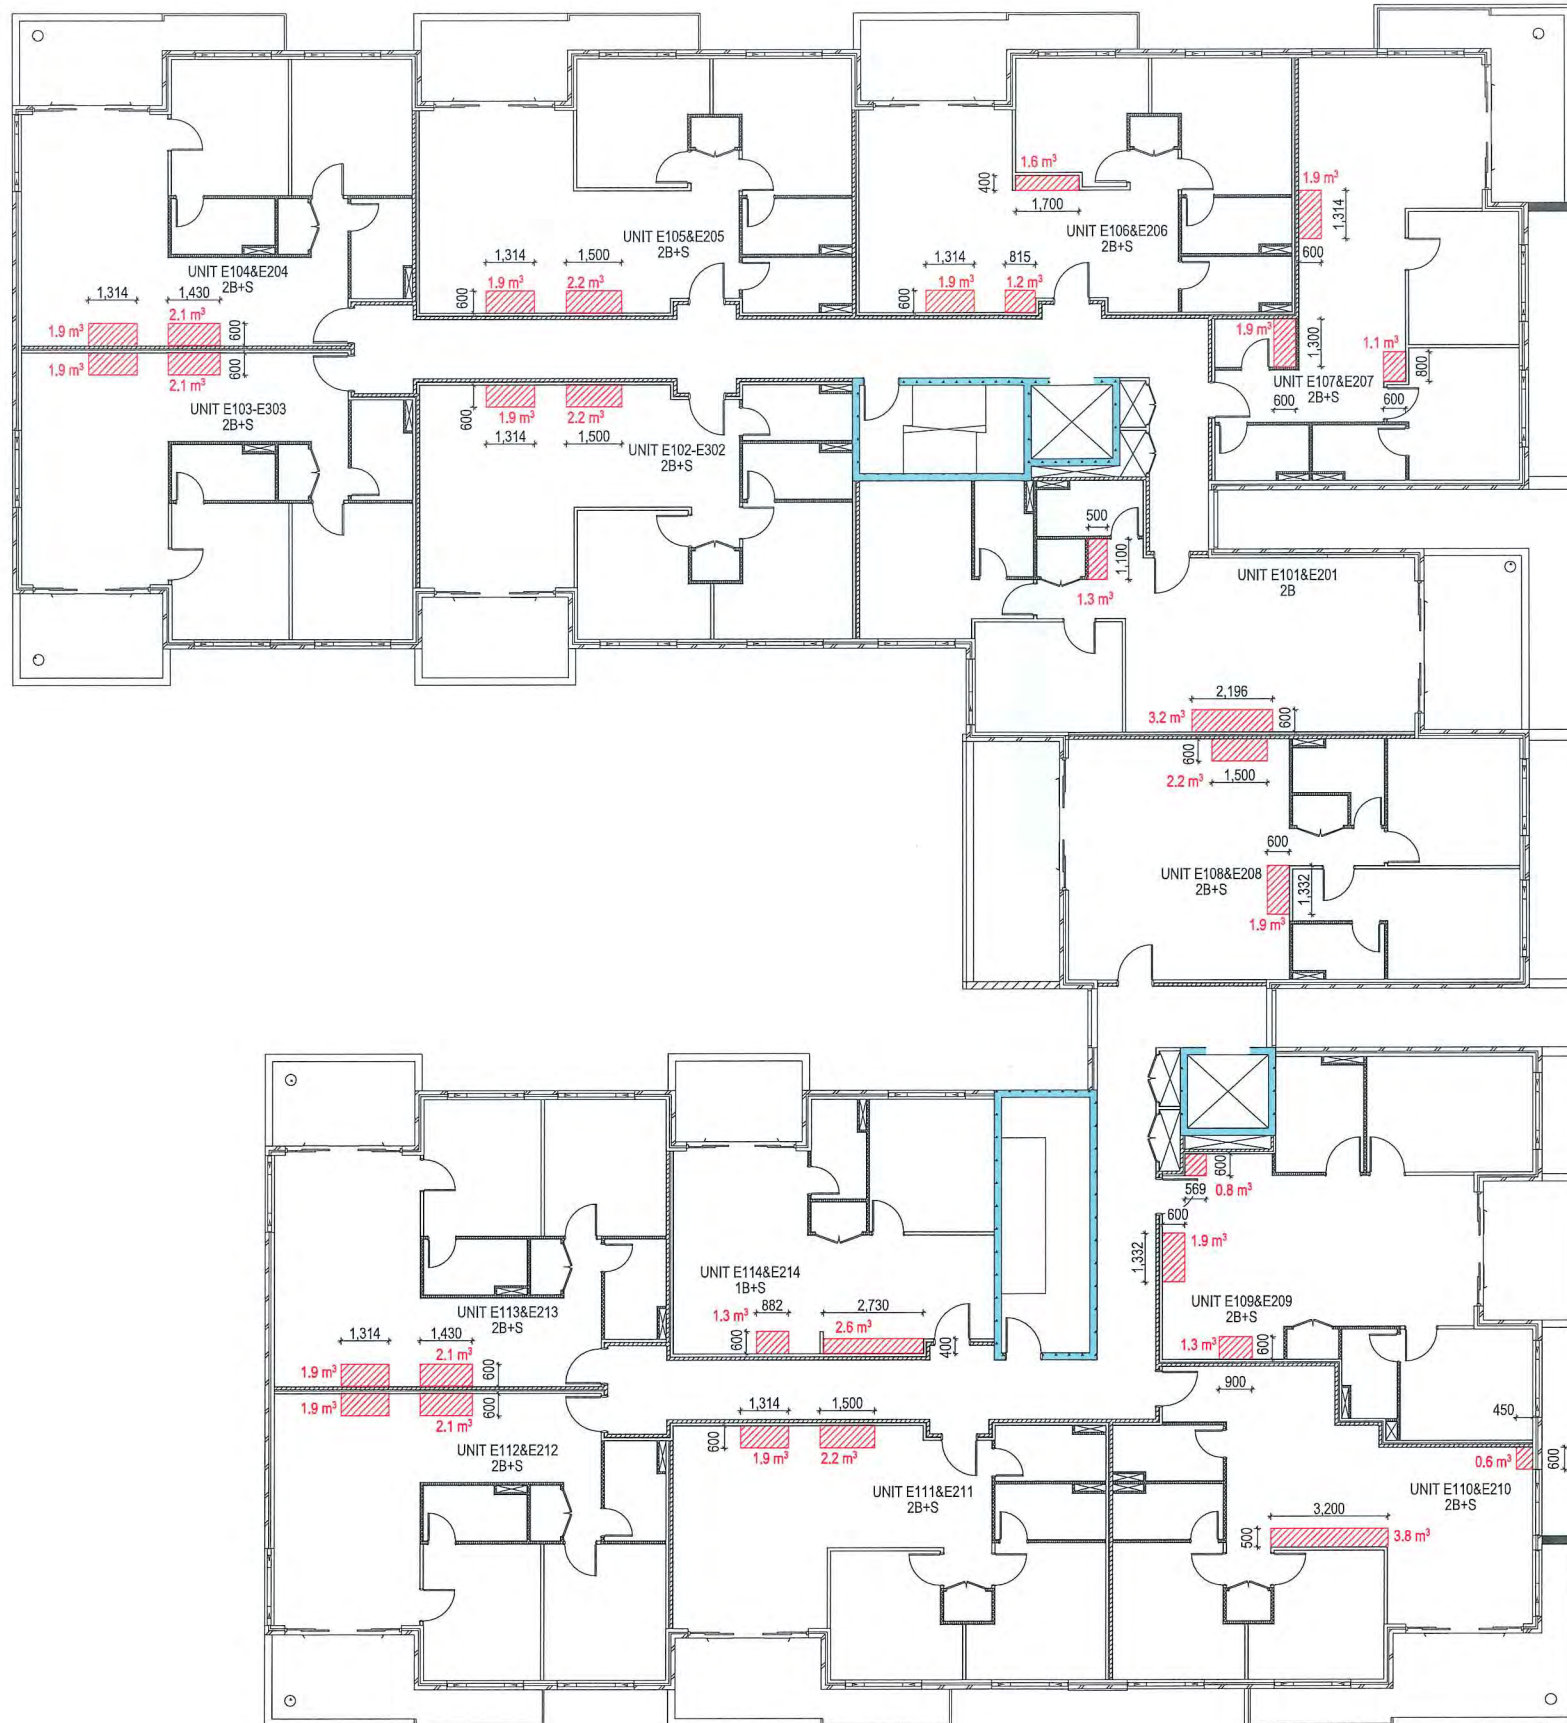 1.6 m³
400
1,700
1.9 m³
1,314
600
UNIT E105&E205
2B+S
UNIT E106&E206
2B+S
UNIT E104&E204
2B+S
1,314
1,430
1,314
1,500
1,314
815
1.9 m³
2.1 m³
600
600
1.9 m³
2.2 m³
600
1.9 m³
1.2 m³
1.9 m³
1,300
1.1 m³
800
1.9 m³
2.1 m³
600
UNIT E107&E207
2B+S
600
600
UNIT E103-E303
2B+S
600
1.9 m³
2.2 m³
1,314
1,500
UNIT E102-E302
2B+S
500
1,100
1.3 m³
UNIT E101&E201
2B
2,196
3.2 m³
600
600
2.2 m³
1,500
600
UNIT E108&E208
2B+S
1,332
1.9 m³
600
569
0.8 m³
600
1,332
1.9 m³
UNIT E114&E214
1B+S
882
2,730
1.3 m³
2.6 m³
600
400
UNIT E109&E209
2B+S
1.3 m³
600
900
UNIT E113&E213
2B+S
1,314
1,430
1.9 m³
2.1 m³
600
1.9 m³
2.1 m³
600
UNIT E112&E212
2B+S
1,314
1,500
600
1.9 m³
2.2 m³
UNIT E111&E211
2B+S
450
0.6 m³
600
UNIT E110&E210
2B+S
3,200
500
3.8 m³